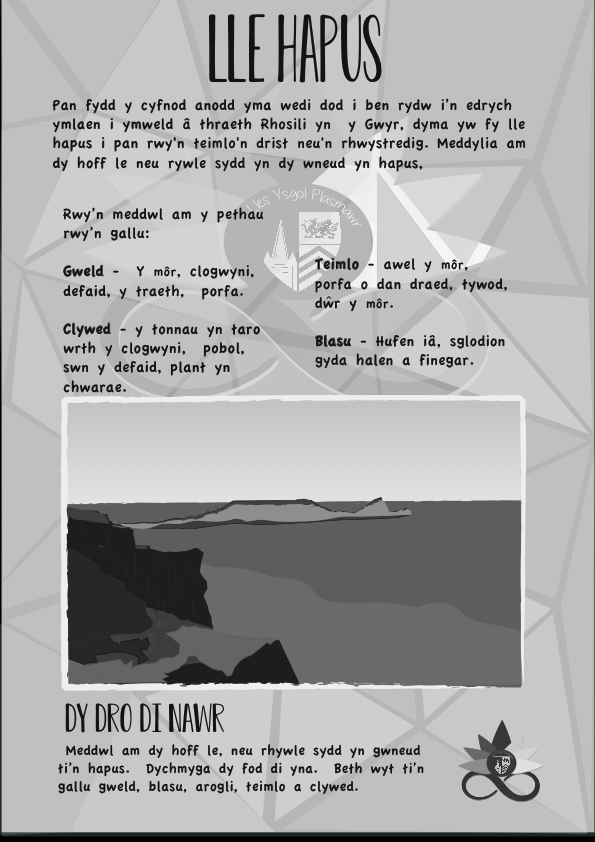 LLE HAPUS
Pan fydd y cyfnod anodd yma wedi dod i ben rydw i'n edrych
ymlaen i ymweld â thraeth Rhosili yn y Gwyr, dyma yw fy lle
hapus i pan rwy'n teimlo'n drist neu'n rhwystredig. Meddylia am
dy hoff le neu rywle sydd yn dy wneud yn hapus,
Lles Ysgol Plasmawr
Rwy'n meddwl am y pethau
rwy'n gallu:
Gweld - Y môr, clogwyni,
defaid, y traeth, porfa.
Clywed - y tonnau yn taro
wrth y clogwyni, pobol,
swn y defaid, plant yn
chwarae.
Teimlo - awel y môr,
porfa o dan draed, tywod,
dŵr y môr.
Blasu - Hufen iâ, sglodion
gyda halen a finegar.
DY DRO DI NAWR
Meddwl am dy hoff le, neu rhywle sydd yn gwneud
ti'n hapus. Dychmyga dy fod di yna. Beth wyt ti'n
gallu gweld, blasu, arogli, teimlo a clywed.